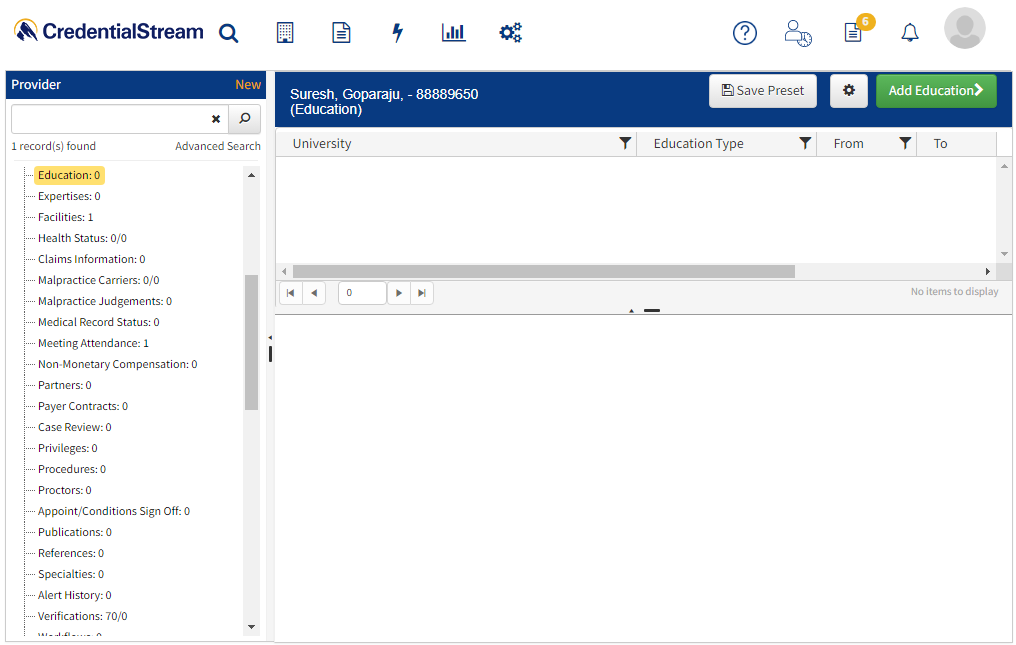 CredentialStream
6
Provider
New
1 record(s) found
Advanced Search
Education: 0
Expertises: 0
Facilities: 1
Health Status: 0/0
Claims Information: 0
Malpractice Carriers: 0/0
Malpractice Judgements: 0
Medical Record Status: 0
Meeting Attendance: 1
Non-Monetary Compensation: 0
Partners: 0
Payer Contracts: 0
Case Review: 0
Privileges: 0
Procedures: 0
Proctors: 0
Appoint/Conditions Sign Off: 0
Publications: 0
References: 0
Specialties: 0
Alert History: 0
Verifications: 70/0
Workflows: 0
Suresh, Goparaju, - 88889650
(Education)
Save Preset
Add Education
University
Education Type
From
To
0
No items to display